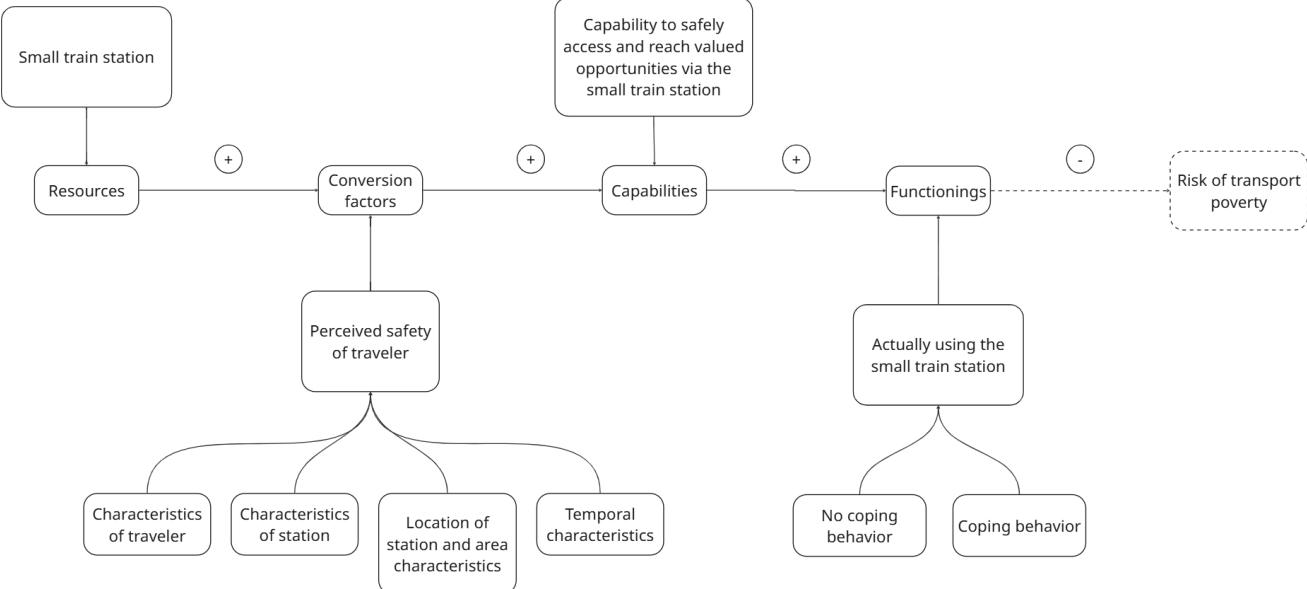 Small train station
Capability to safely
access and reach valued
opportunities via the
small train station
+
+
+
-
Resources
Conversion
factors
Capabilities
Functionings
Risk of transport
poverty
Perceived safety
of traveler
Actually using the
small train station
Characteristics
of traveler
Characteristics
of station
Location of
station and area
characteristics
Temporal
characteristics
No coping
behavior
Coping behavior